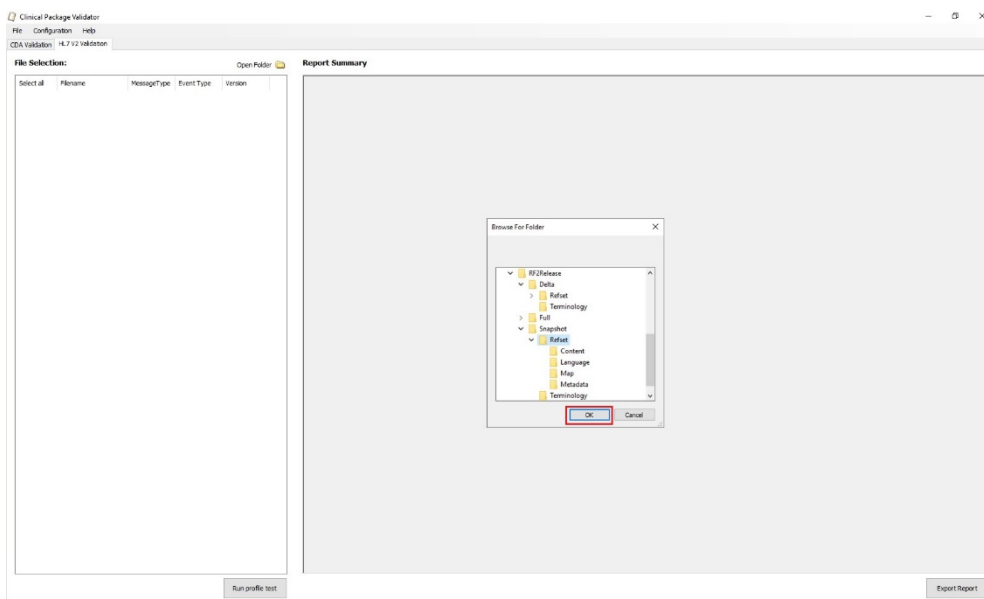 Clinical Package Validator
File Configuration Help
CDA Validation HL7 V2 Validation
File Selection: Open Folder Report Summary
Select all Filename MessageType Event Type Version
Browse For Folder
RF2Release
Delta
Refset
Terminology
Full
Snapshot
Refset
Content
Language
Map
Metadata
Terminology
OK Cancel
Run profile test Export Report